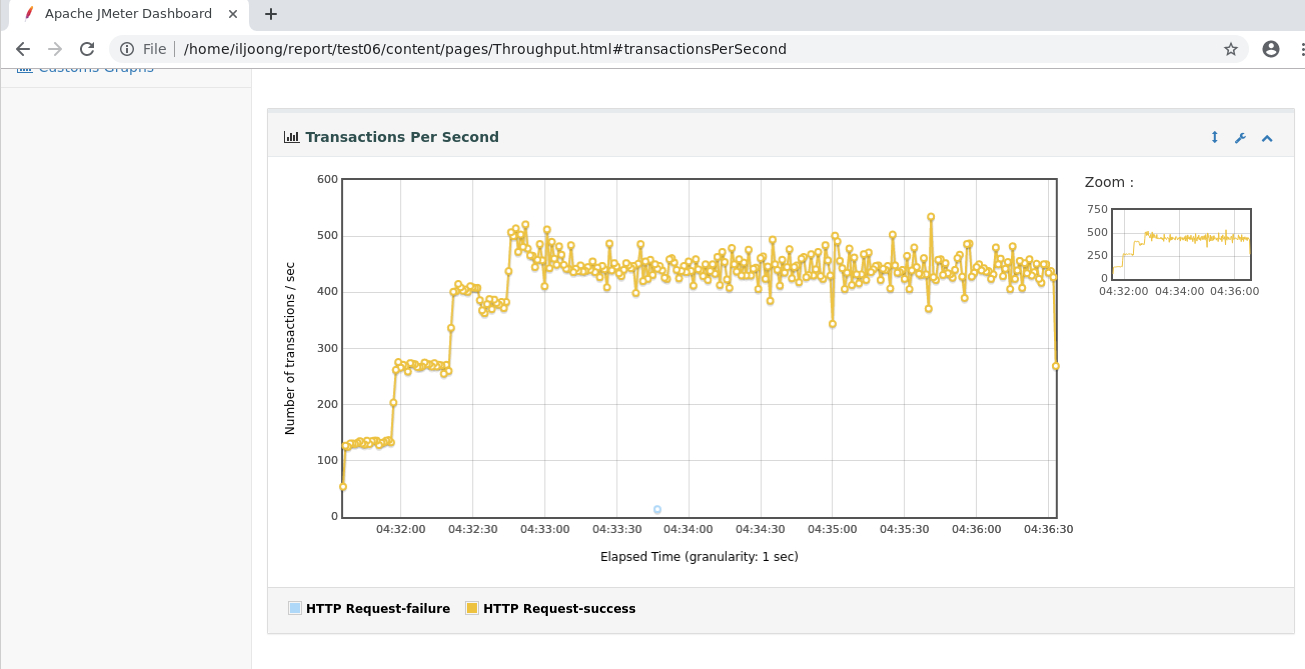 Apache JMeter Dashboard
File /home/iljoong/report/test06/content/pages/Throughput.html#transactionsPerSecond
Customs Graphs
Transactions Per Second
Zoom :
600
500
400
300
200
100
0
Number of transactions / sec
04:32:00 04:32:30 04:33:00 04:33:30 04:34:00 04:34:30 04:35:00 04:35:30 04:36:00 04:36:30
Elapsed Time (granularity: 1 sec)
750
500
250
0
04:32:00 04:34:00 04:36:00
HTTP Request-failure HTTP Request-success